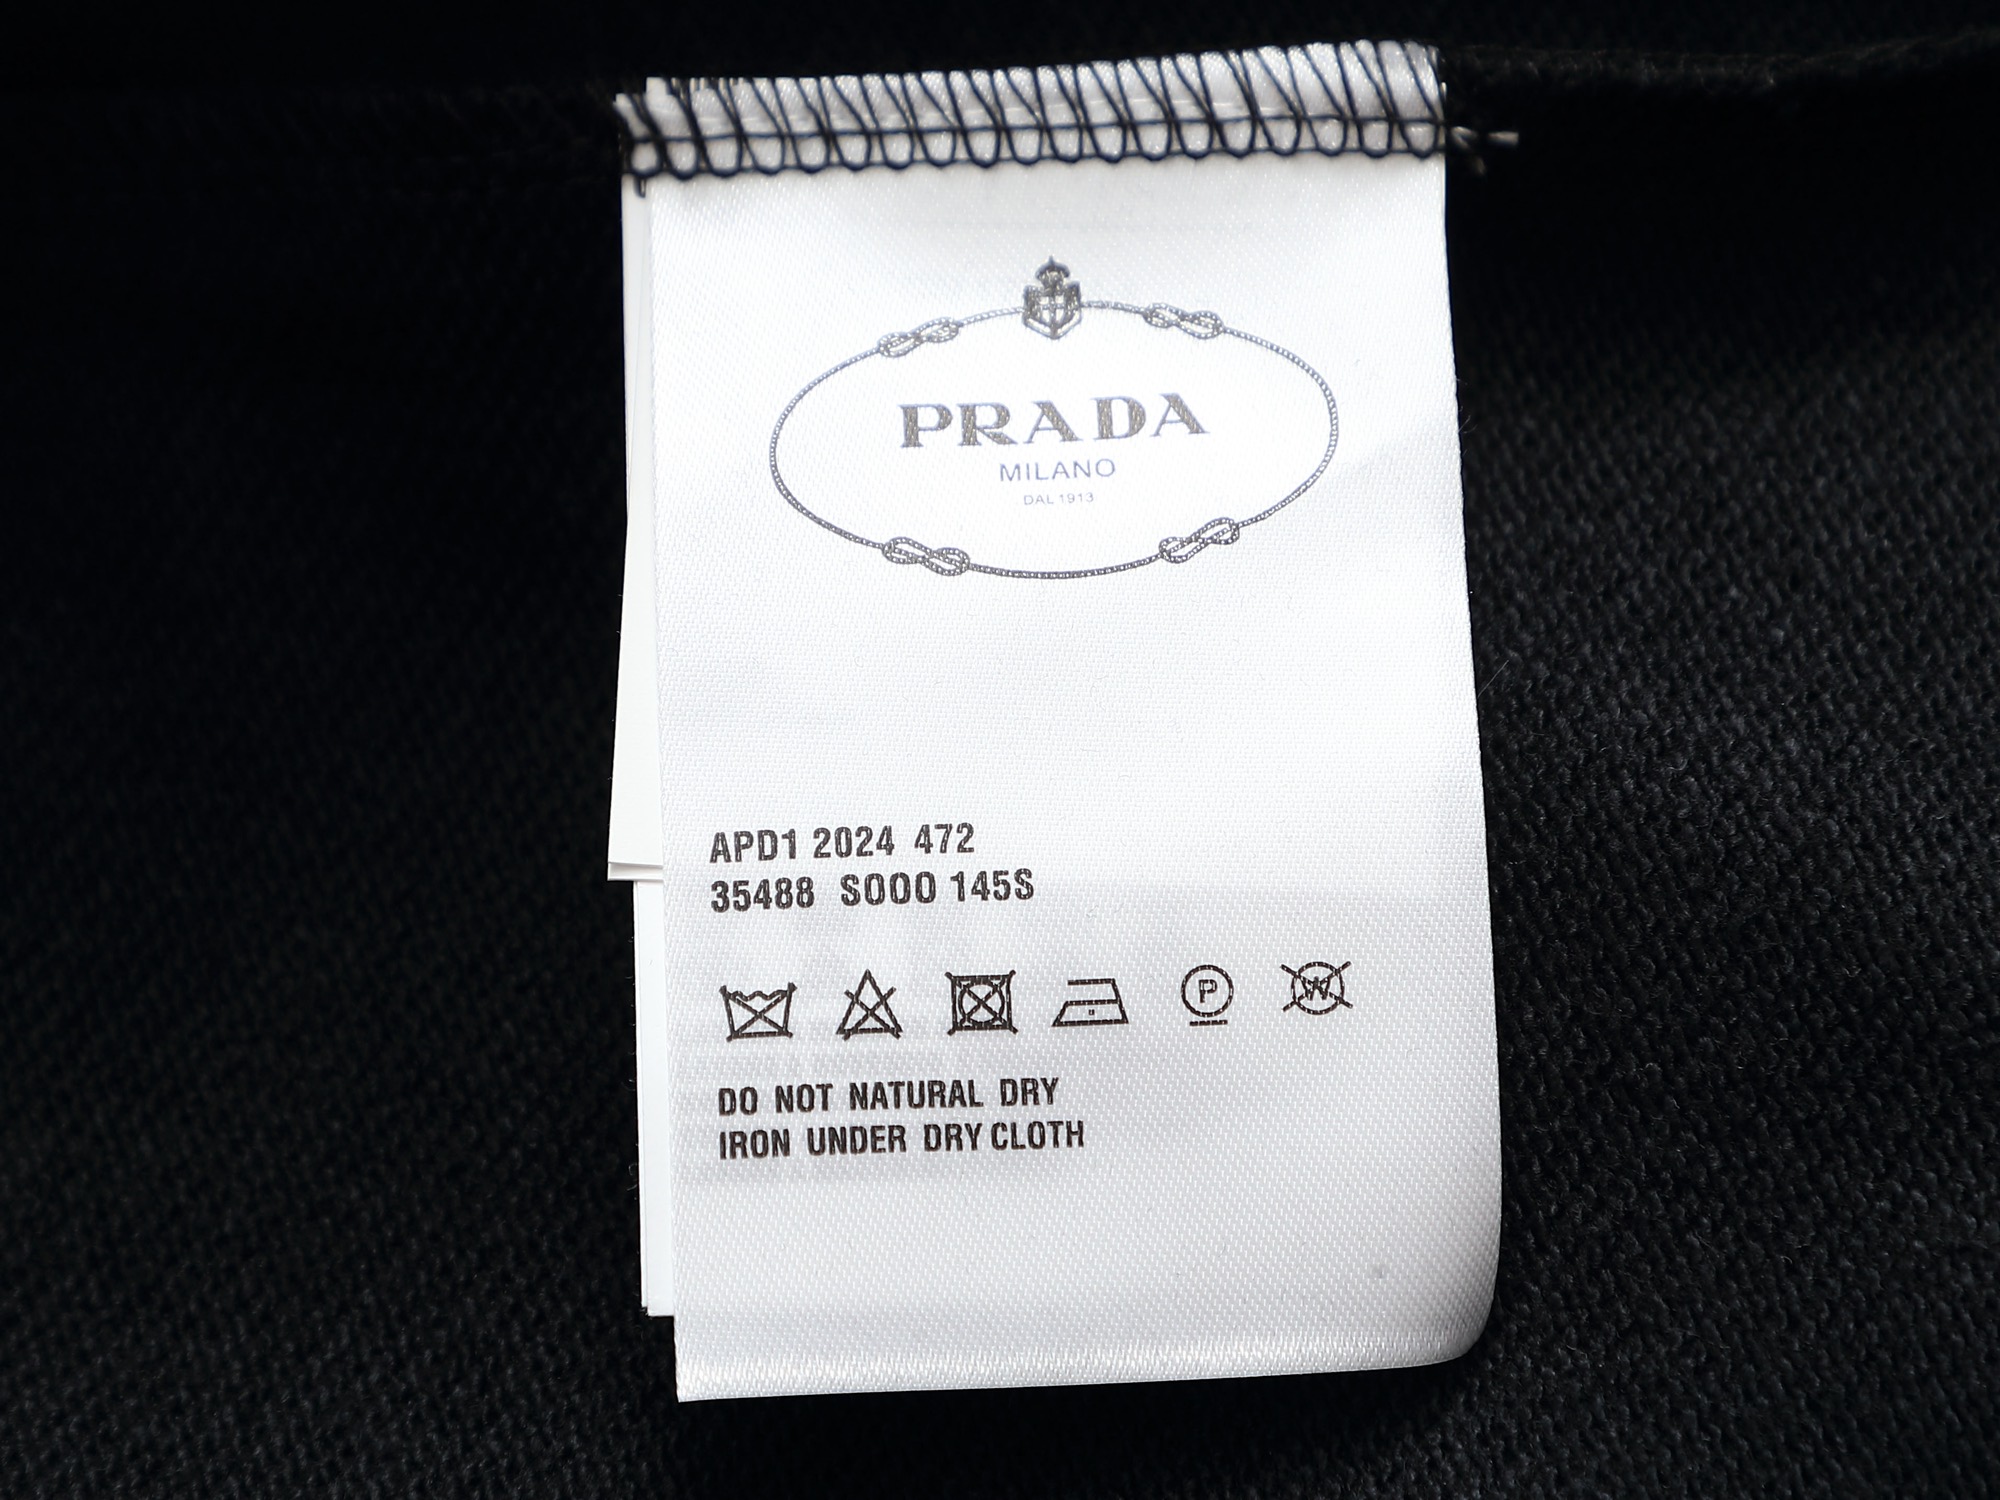 PRADA
MILANO
DAL 1913
APD1 2024 472
35488 S000 145S
P
W
DO NOT NATURAL DRY
IRON UNDER DRY CLOTH